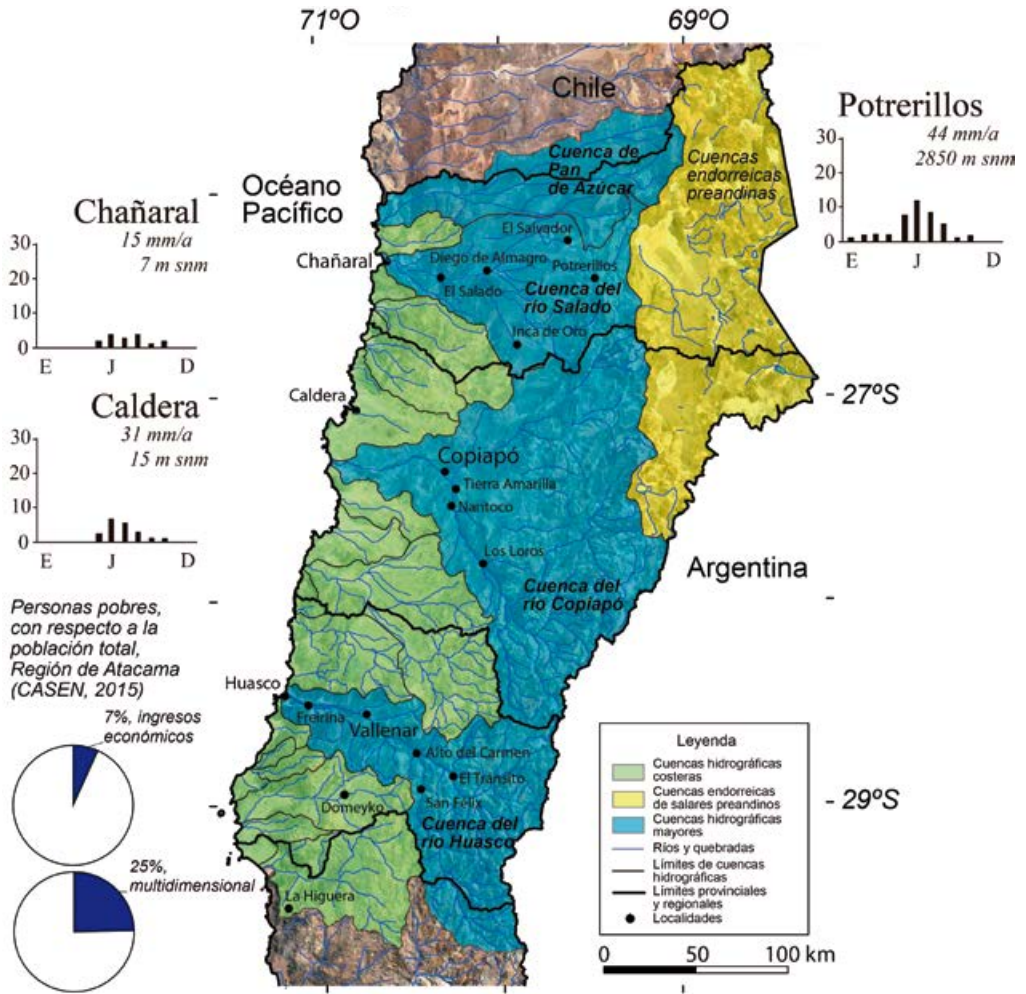 71ºO
69ºO
Chile
Potrerillos
44 mm/a
2850 m snm
30
20
10
0
E
J
D
Cuenca de
Pan
de Azúcar
Cuencas
endorreicas
preandinas
Océano
Pacífico
Chañaral
15 mm/a
7 m snm
30
20
10
0
E
J
D
El Salvador
Chañaral
Diego de Almagro
Potrerillos
El Salado
Cuenca del
río Salado
Inca de Oro
Caldera
31 mm/a
15 m snm
30
20
10
0
E
J
D
Caldera
27ºS
Copiapó
Tierra Amarilla
Nantoco
Los Loros
Cuenca del
río Copiapó
Argentina
Personas pobres,
con respecto a la
población total,
Región de Atacama
(CASEN, 2015)
7%, ingresos
económicos
25%,
multidimensional
Huasco
Freirina
Vallenar
Alto del Carmen
El Tránsito
San Félix
Domeyko
Cuenca del
río Huasco
29ºS
e
i
La Higuera
Leyenda
Cuencas hidrográficas
costeras
Cuencas endorreicas
de salares preandinos
Cuencas hidrográficas
mayores
Ríos y quebradas
Límites de cuencas
hidrográficas
Límites provinciales
y regionales
Localidades
0
50
100 km